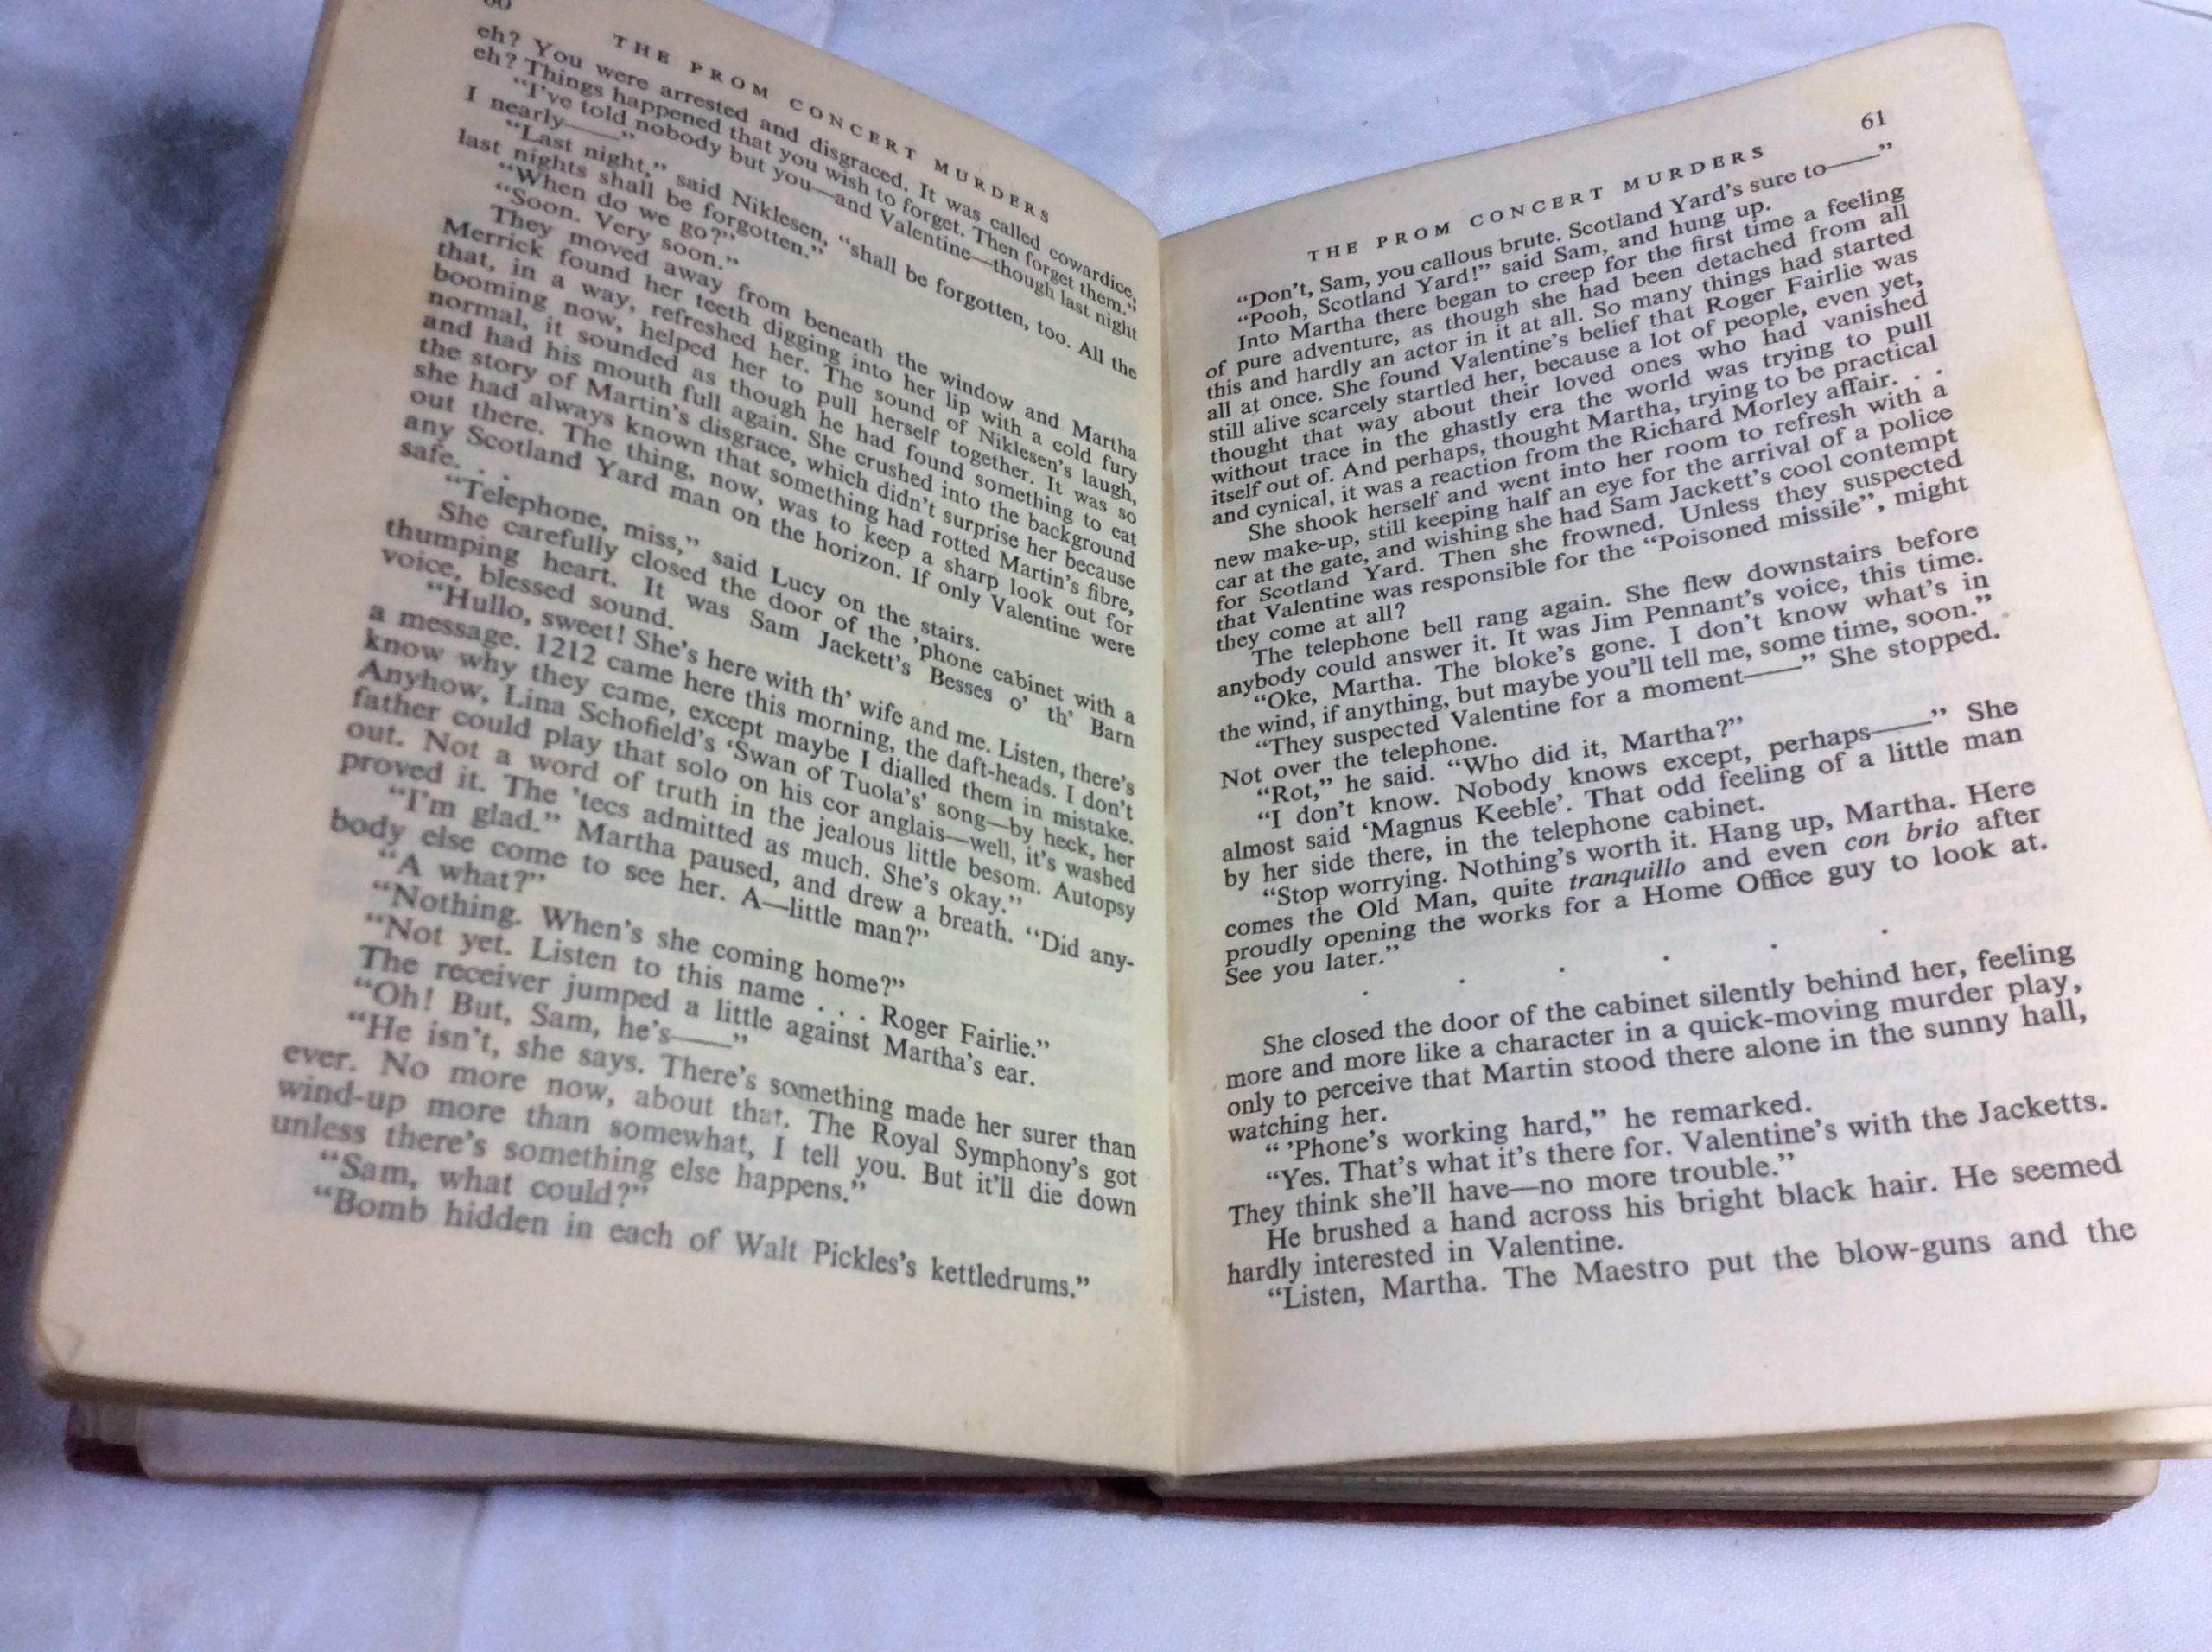 60
THE PROM CONCERT MURDERS
eh? You were arrested and disgraced. It was called cowardice,
eh? Things happened that you wish to forget. Then forget them."
"I've told nobody but you—and Valentine—though last night
I nearly——"
"Last night," said Niklesen, "shall be forgotten, too. All the
last nights shall be forgotten."
"When do we go?"
"Soon. Very soon."
They moved away from beneath the window and Martha
Merrick found her teeth digging into her lip with a cold fury
that, in a way, refreshed her. The sound of Niklesen's laugh,
booming now, helped her to pull herself together. It was so
normal, it sounded as though he had found something to eat
and had his mouth full again. She crushed into the background
the story of Martin's disgrace, which didn't surprise her because
she had always known that something had rotted Martin's fibre,
out there. The thing, now, was to keep a sharp look out for
any Scotland Yard man on the horizon. If only Valentine were
safe. . .
"Telephone, miss," said Lucy on the stairs.
She carefully closed the door of the 'phone cabinet with a
thumping heart. It was Sam Jackett's Besses o' th' Barn
voice, blessed sound.
"Hullo, sweet! She's here with th' wife and me. Listen, there's
a message. 1212 came here this morning, the daft-heads. I don't
know why they came, except maybe I dialled them in mistake.
Anyhow, Lina Schofield's 'Swan of Tuola's' song—by heck, her
father could play that solo on his cor anglais—well, it's washed
out. Not a word of truth in the jealous little besom. Autopsy
proved it. The 'tecs admitted as much. She's okay."
"I'm glad." Martha paused, and drew a breath. "Did any-
body else come to see her. A—little man?"
"A what?"
"Nothing. When's she coming home?"
"Not yet. Listen to this name . . . Roger Fairlie."
The receiver jumped a little against Martha's ear.
"Oh! But, Sam, he's——"
"He isn't, she says. There's something made her surer than
ever. No more now, about that. The Royal Symphony's got
wind-up more than somewhat, I tell you. But it'll die down
unless there's something else happens."
"Sam, what could?"
"Bomb hidden in each of Walt Pickles's kettledrums."
THE PROM CONCERT MURDERS
61
"Don't, Sam, you callous brute. Scotland Yard's sure to——"
"Pooh, Scotland Yard!" said Sam, and hung up.
Into Martha there began to creep for the first time a feeling
of pure adventure, as though she had been detached from all
this and hardly an actor in it at all. So many things had started
all at once. She found Valentine's belief that Roger Fairlie was
still alive scarcely startled her, because a lot of people, even yet,
thought that way about their loved ones who had vanished
without trace in the ghastly era the world was trying to pull
itself out of. And perhaps, thought Martha, trying to be practical
and cynical, it was a reaction from the Richard Morley affair. . .
She shook herself and went into her room to refresh with a
new make-up, still keeping half an eye for the arrival of a police
car at the gate, and wishing she had Sam Jackett's cool contempt
for Scotland Yard. Then she frowned. Unless they suspected
that Valentine was responsible for the "Poisoned missile", might
they come at all?
The telephone bell rang again. She flew downstairs before
anybody could answer it. It was Jim Pennant's voice, this time.
"Oke, Martha. The bloke's gone. I don't know what's in
the wind, if anything, but maybe you'll tell me, some time, soon."
"They suspected Valentine for a moment——" She stopped.
Not over the telephone.
"Rot," he said. "Who did it, Martha?"
"I don't know. Nobody knows except, perhaps——" She
almost said 'Magnus Keeble'. That odd feeling of a little man
by her side there, in the telephone cabinet.
"Stop worrying. Nothing's worth it. Hang up, Martha. Here
comes the Old Man, quite tranquillo and even con brio after
proudly opening the works for a Home Office guy to look at.
See you later."
. . . . . .
She closed the door of the cabinet silently behind her, feeling
more and more like a character in a quick-moving murder play,
only to perceive that Martin stood there alone in the sunny hall,
watching her.
" 'Phone's working hard," he remarked.
"Yes. That's what it's there for. Valentine's with the Jacketts.
They think she'll have—no more trouble."
He brushed a hand across his bright black hair. He seemed
hardly interested in Valentine.
"Listen, Martha. The Maestro put the blow-guns and the